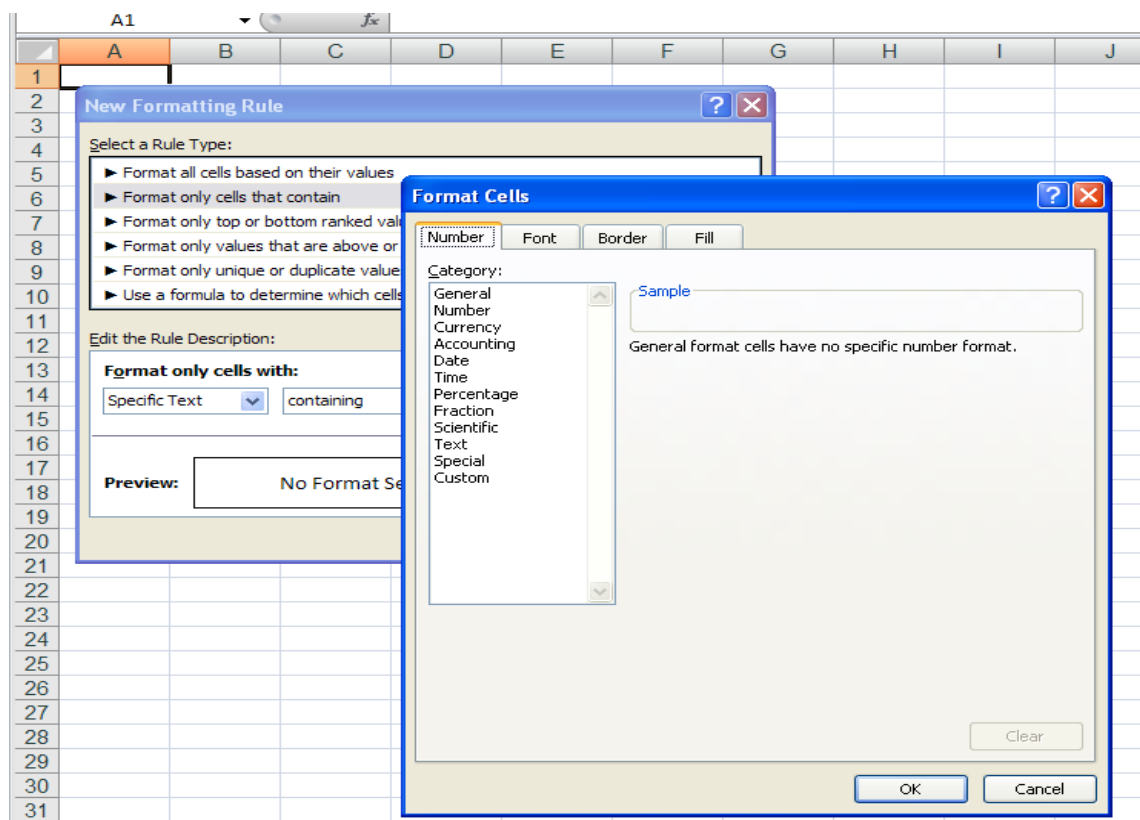 A1 fx
A B C D E F G H I J
1
2
3
4
5
6
7
8
9
10
11
12
13
14
15
16
17
18
19
20
21
22
23
24
25
26
27
28
29
30
31
New Formatting Rule
Select a Rule Type:
► Format all cells based on their values
► Format only cells that contain
► Format only top or bottom ranked
► Format only values that are above or
► Format only unique or duplicate value
► Use a formula to determine which cells
Edit the Rule Description:
Format only cells with:
Specific Text containing
Preview: No Format Se
Format Cells
Number Font Border Fill
Category:
General
Number
Currency
Accounting
Date
Time
Percentage
Fraction
Scientific
Text
Special
Custom
Sample
General format cells have no specific number format.
Clear
OK Cancel